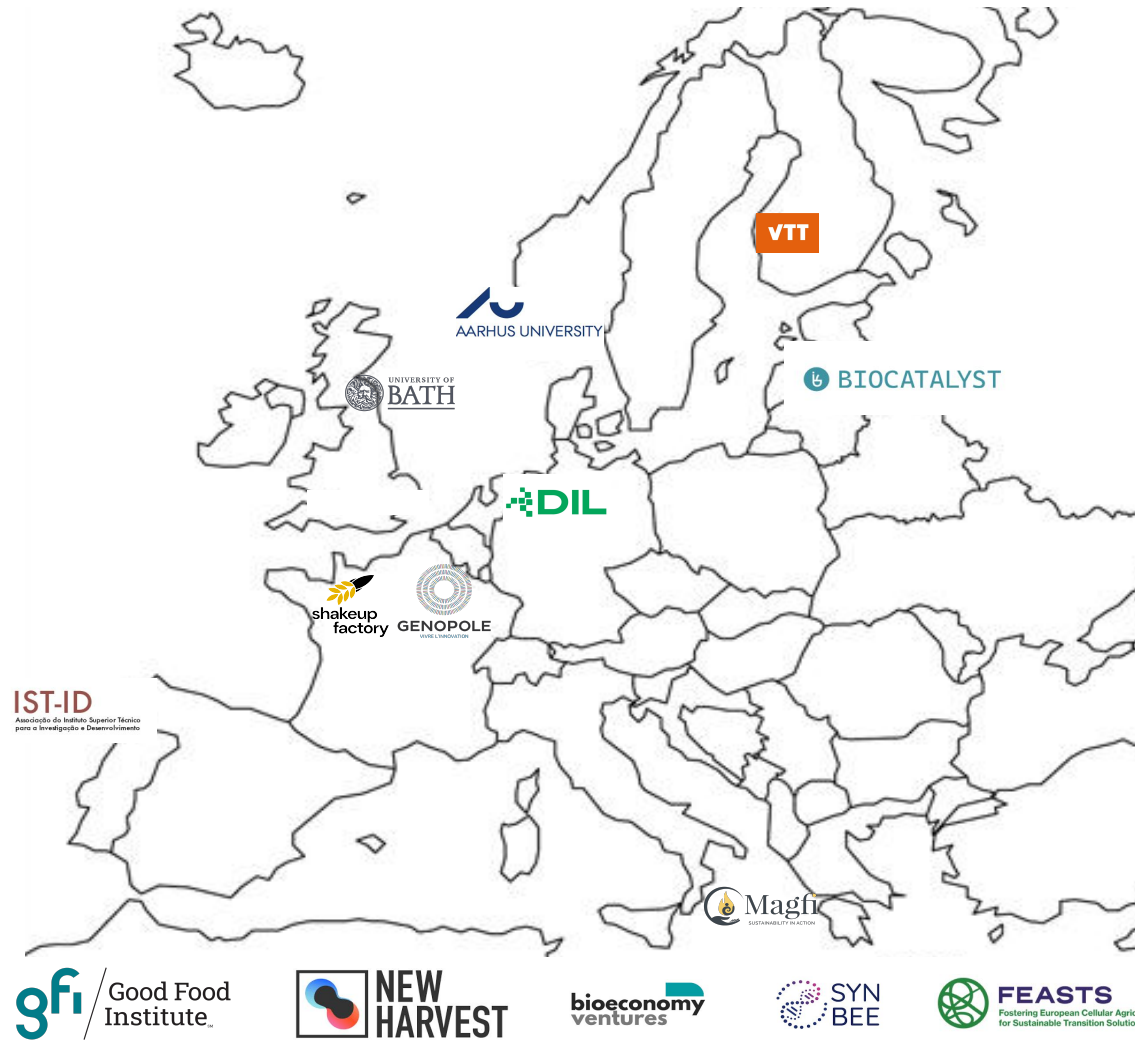 VTT
AARHUS UNIVERSITY
UNIVERSITY OF
BATH
BIOCATALYST
DIL
shakeup
factory
GENOPOLE
VIVRE L'INNOVATION
IST-ID
Associação do Instituto Superior Técnico
para a Investigação e Desenvolvimento
Magfi
SUSTAINABILITY IN ACTION
gfi
Good Food
Institute
NEW
HARVEST
bioeconomy
ventures
SYN
BEE
FEASTS
Fostering European Cellular Agric
for Sustainable Transition Solutio